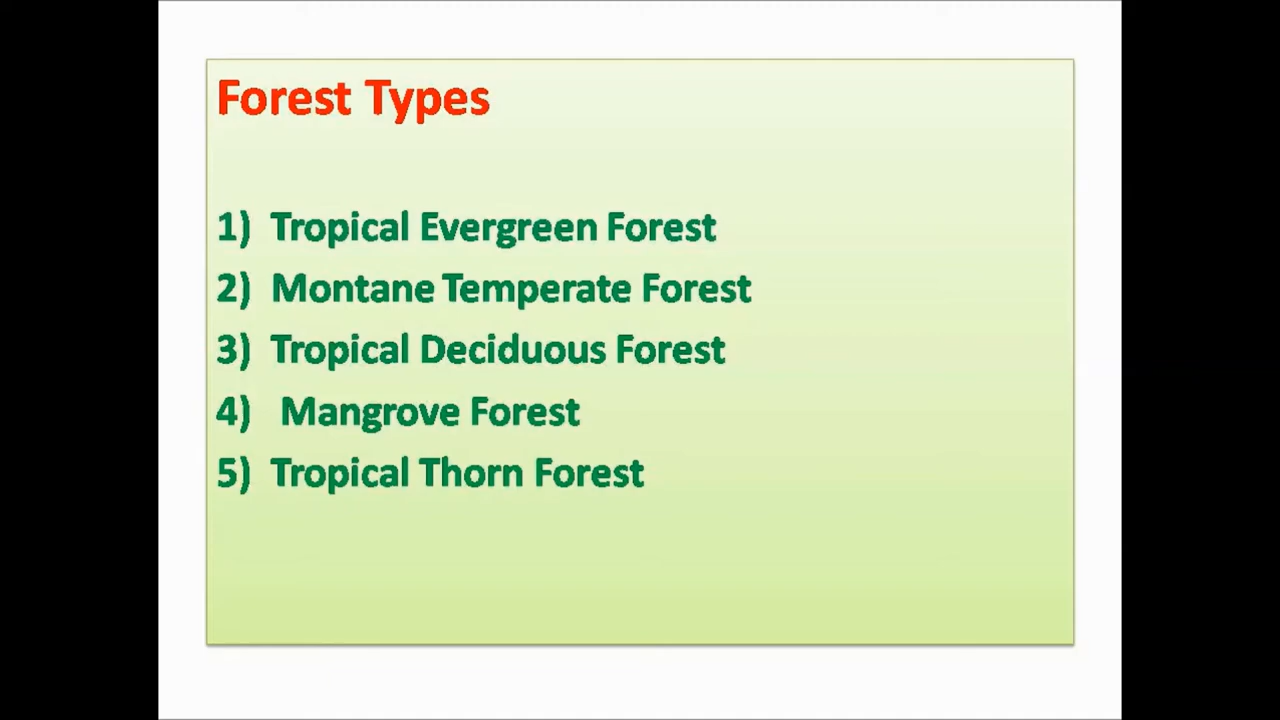 Forest Types
1) Tropical Evergreen Forest
2) Montane Temperate Forest
3) Tropical Deciduous Forest
4) Mangrove Forest
5) Tropical Thorn Forest